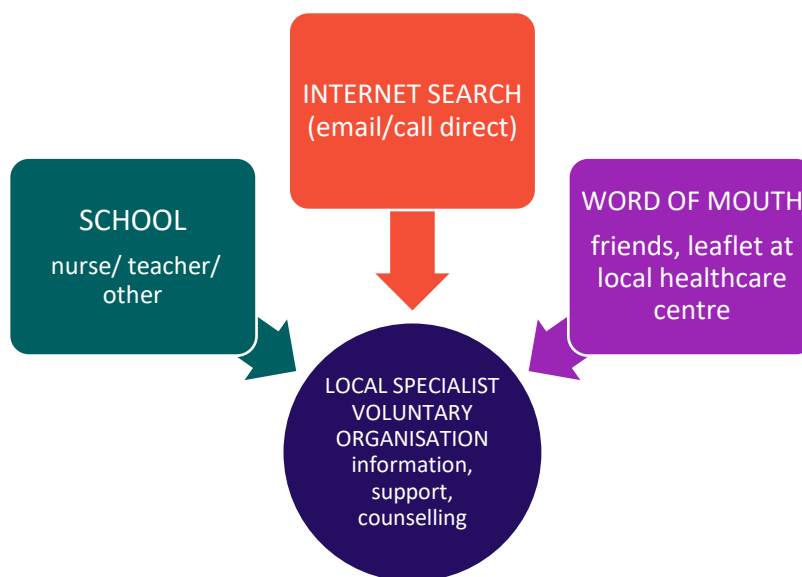 INTERNET SEARCH
(email/call direct)
SCHOOL
nurse/ teacher/
other
WORD OF MOUTH
friends, leaflet at
local healthcare
centre
LOCAL SPECIALIST
VOLUNTARY
ORGANISATION
information,
support,
counselling